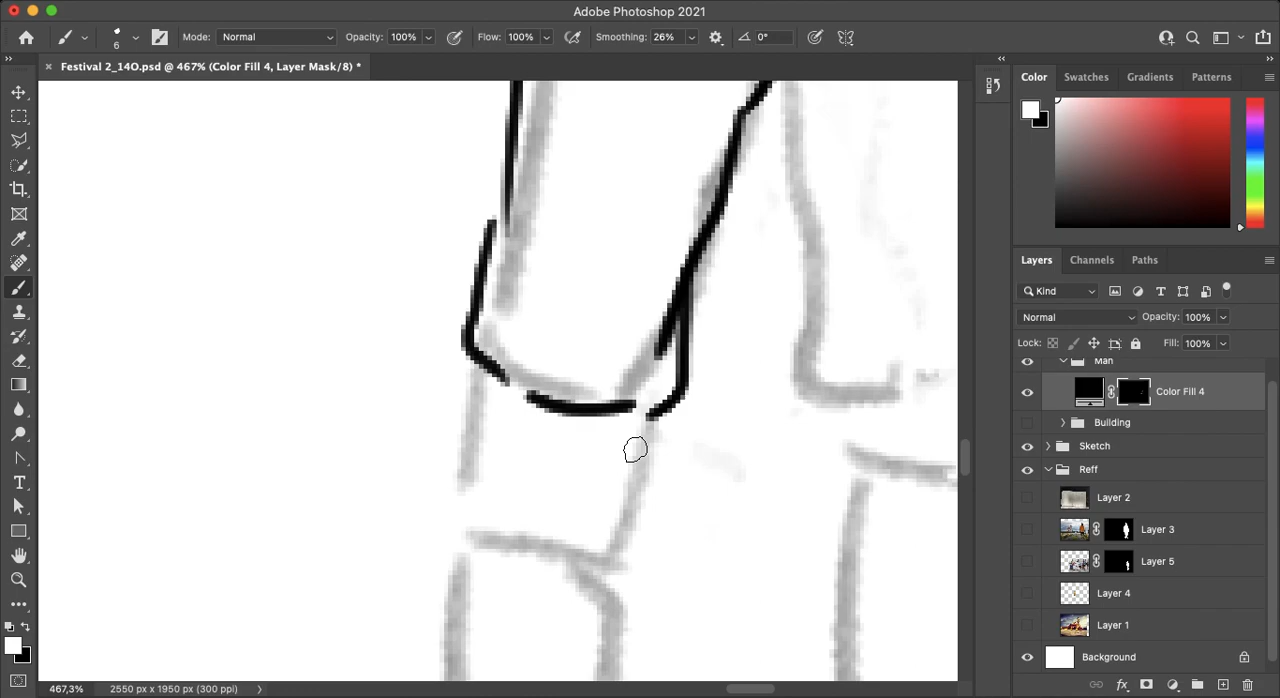 Adobe Photoshop 2021
6
Mode: Normal
Opacity: 100%
Flow: 100%
Smoothing: 26%
0°
Festival 2_14O.psd @ 467% (Color Fill 4, Layer Mask/8) *
Color Swatches Gradients Patterns
Layers Channels Paths
Kind
Normal
Opacity: 100%
Lock:
Fill: 100%
Man
Color Fill 4
Building
Sketch
Reff
Layer 2
Layer 3
Layer 5
Layer 4
Layer 1
Background
467,3%
2550 px x 1950 px (300 ppi)